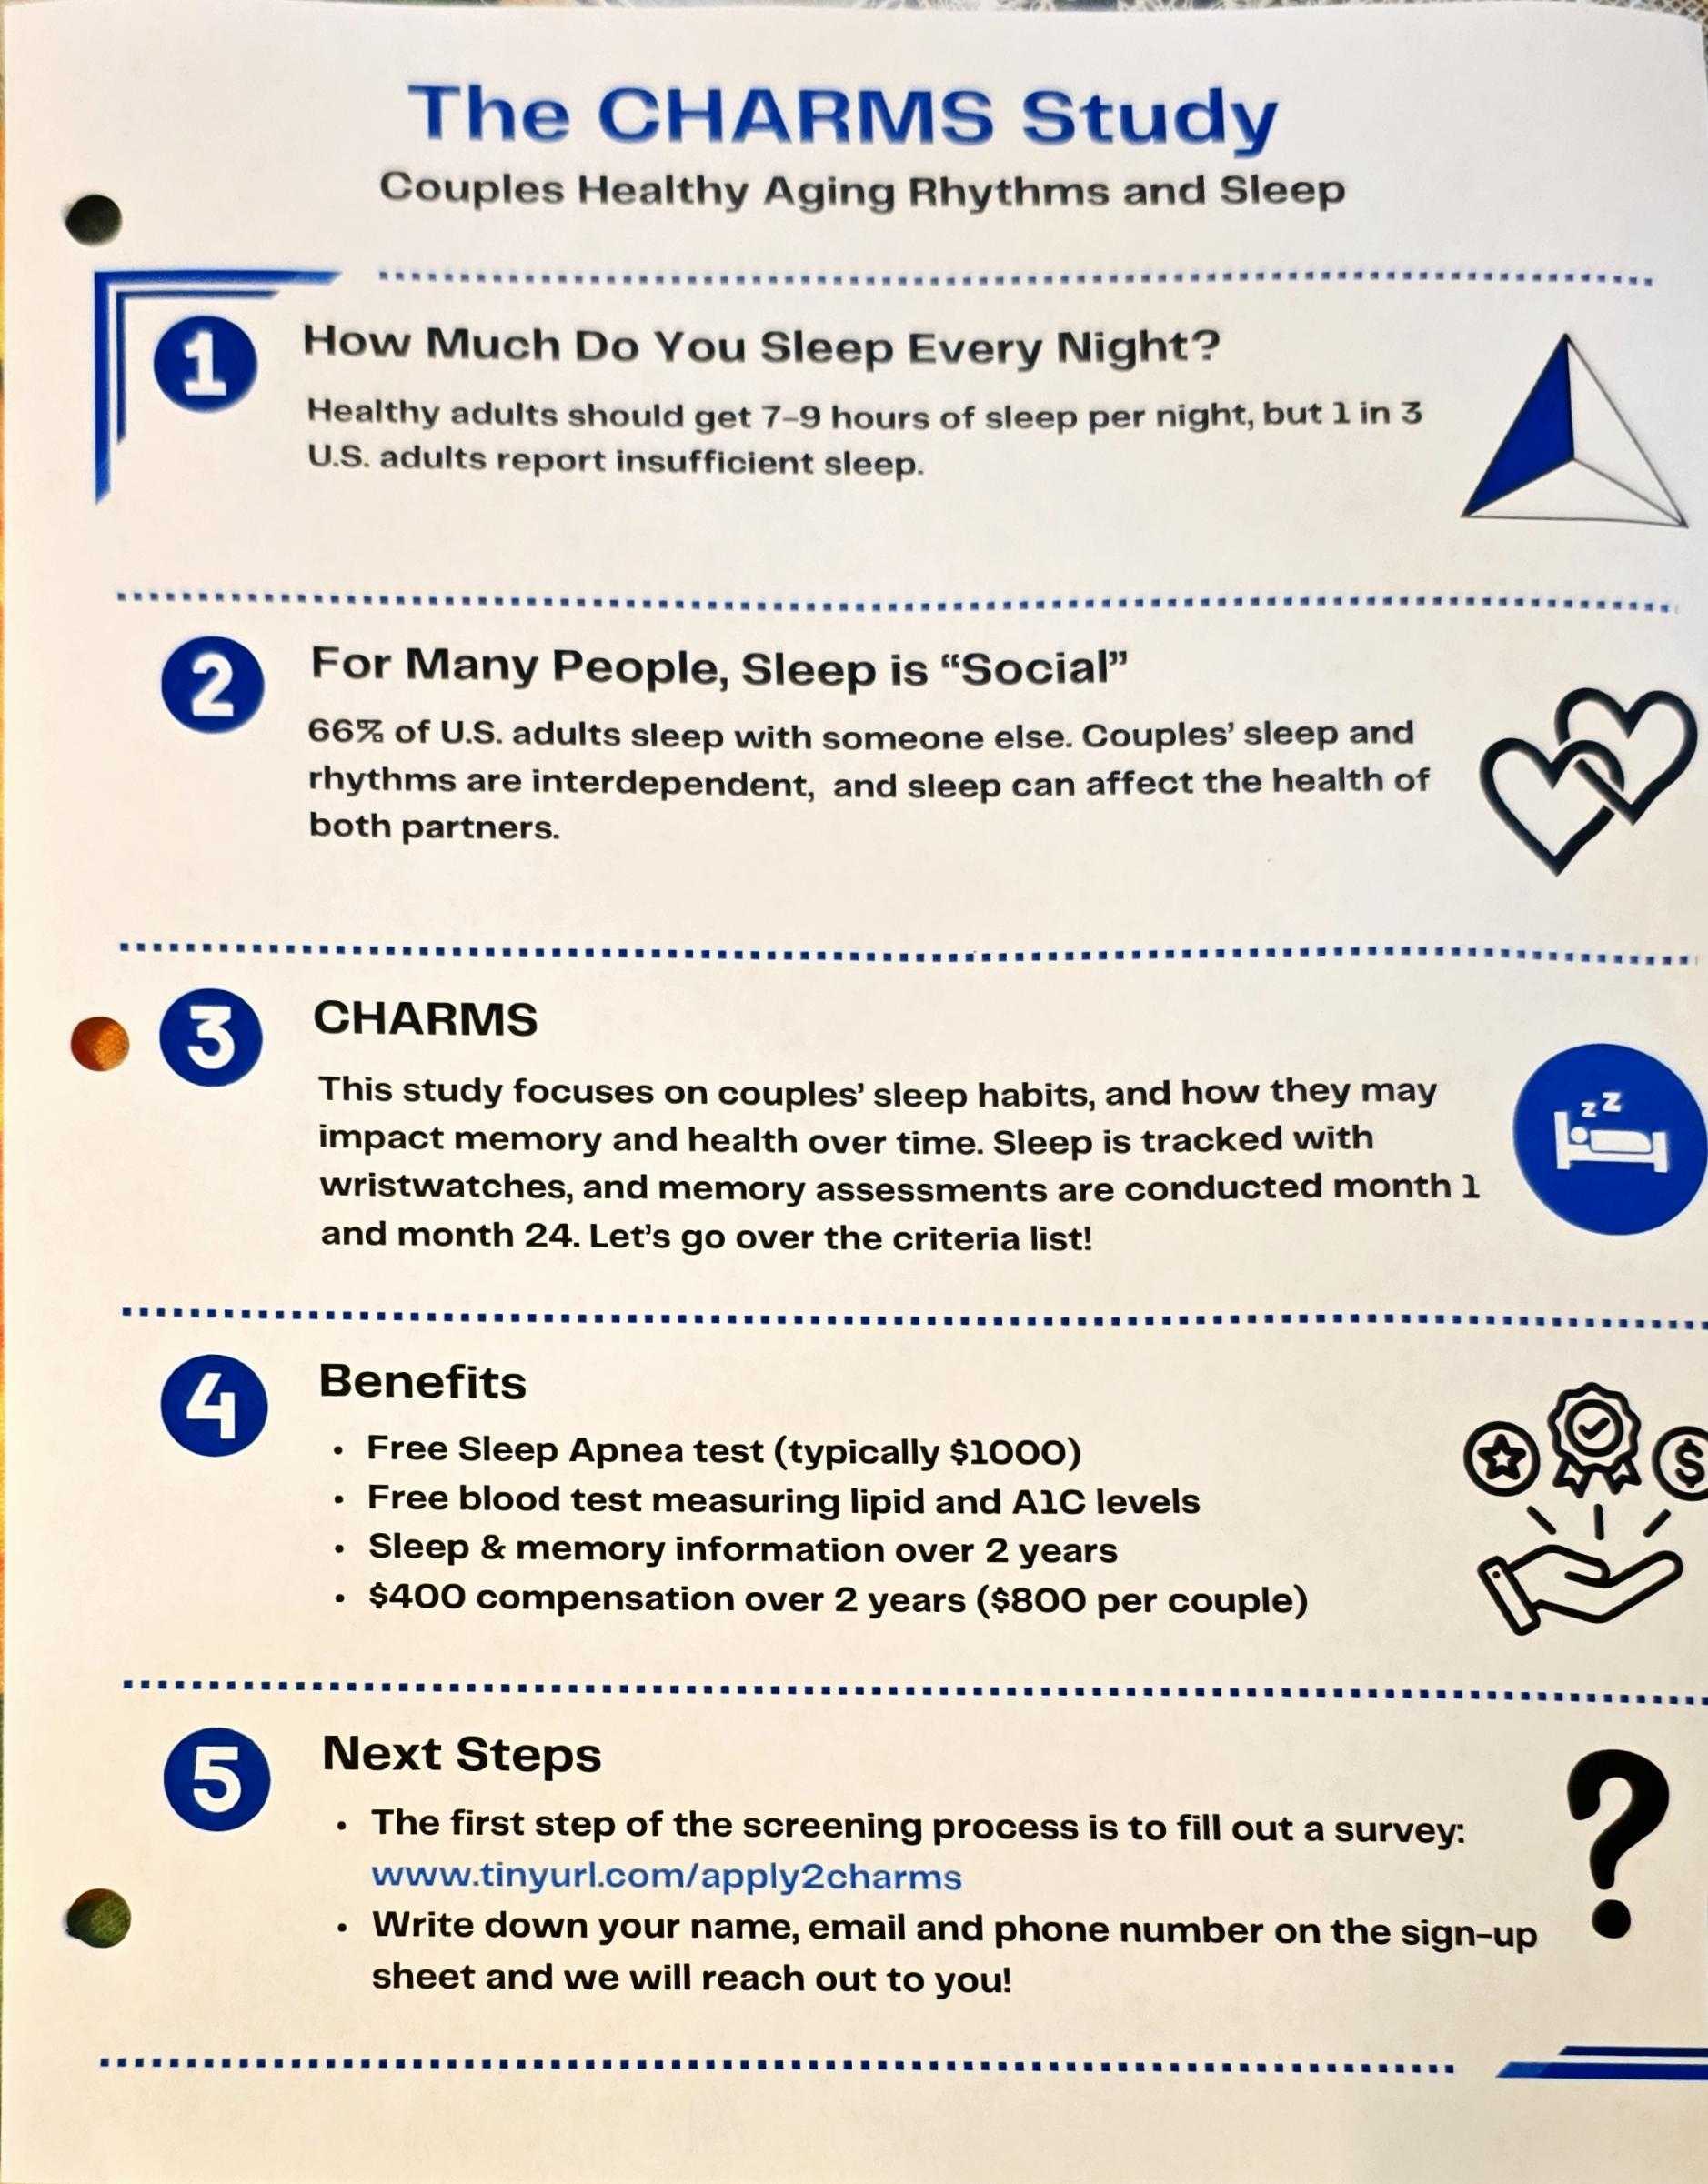 The CHARMS Study
Couples Healthy Aging Rhythms and Sleep
1
How Much Do You Sleep Every Night?
Healthy adults should get 7-9 hours of sleep per night, but 1 in 3
U.S. adults report insufficient sleep.
2
For Many People, Sleep is “Social”
66% of U.S. adults sleep with someone else. Couples’ sleep and
rhythms are interdependent, and sleep can affect the health of
both partners.
3
CHARMS
This study focuses on couples’ sleep habits, and how they may
impact memory and health over time. Sleep is tracked with
wristwatches, and memory assessments are conducted month 1
and month 24. Let’s go over the criteria list!
z Z
4
Benefits
• Free Sleep Apnea test (typically $1000)
• Free blood test measuring lipid and A1C levels
• Sleep & memory information over 2 years
• $400 compensation over 2 years ($800 per couple)
$
5
Next Steps
• The first step of the screening process is to fill out a survey:
www.tinyurl.com/apply2charms
• Write down your name, email and phone number on the sign-up
sheet and we will reach out to you!
?